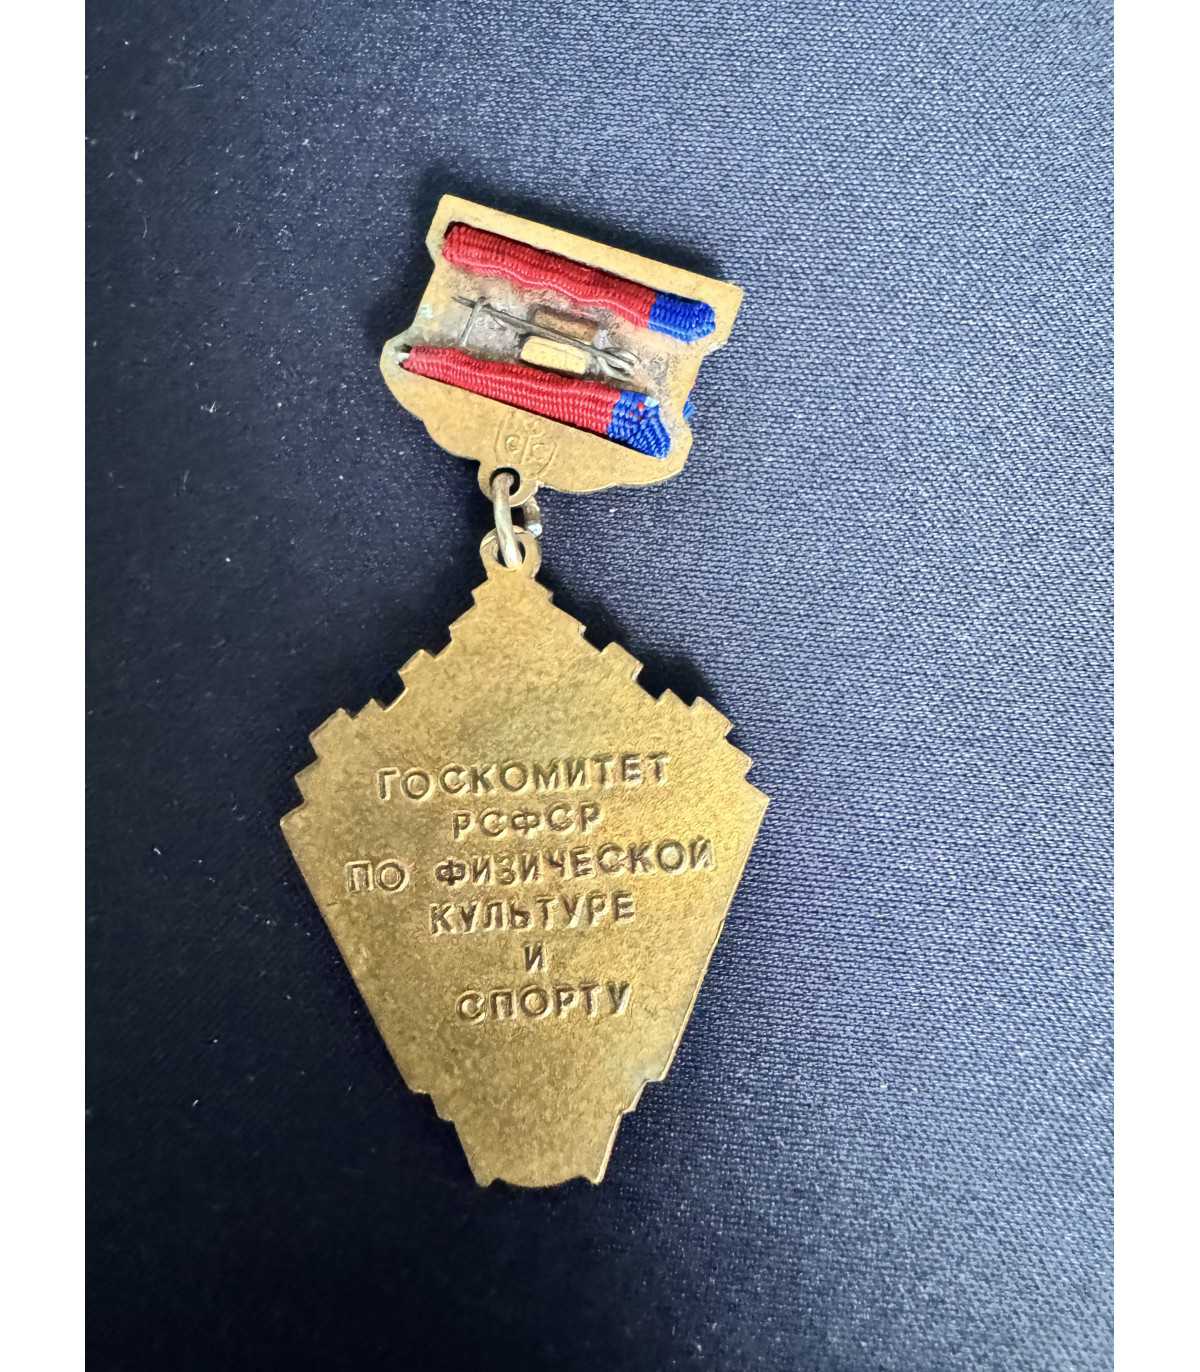 ГОСКОМИТЕТ
РСФСР
ПО ФИЗИЧЕСКОЙ
КУЛЬТУРЕ
И
СПОРТУ